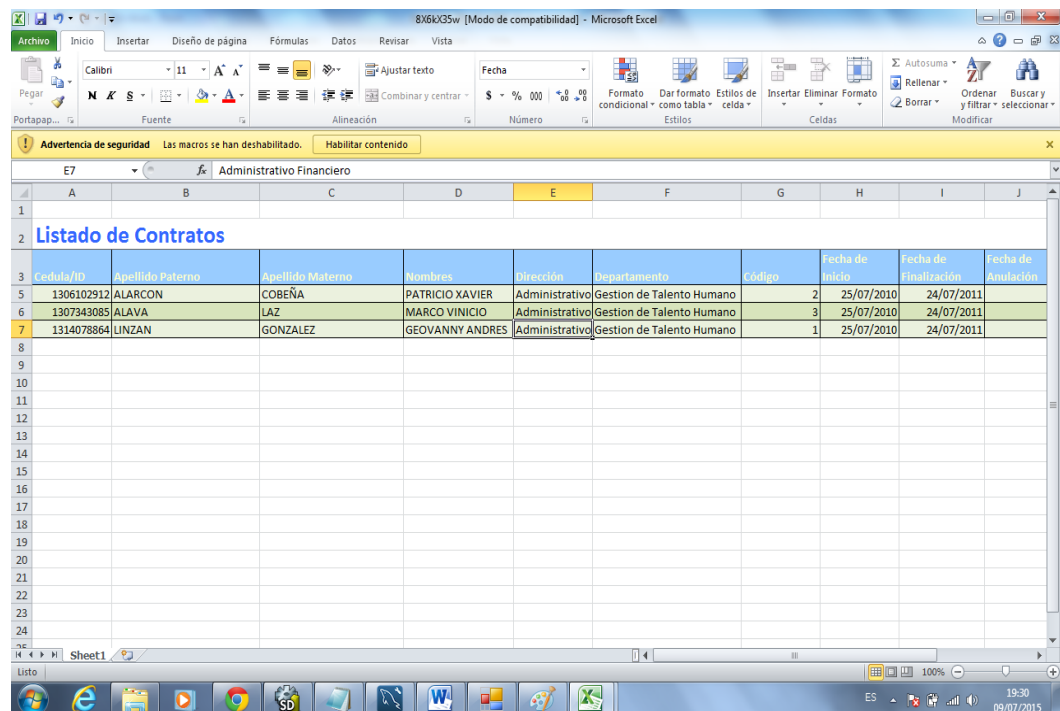 8X6kX35w [Modo de compatibilidad] - Microsoft Excel
Archivo Inicio Insertar Diseño de página Fórmulas Datos Revisar Vista
Pegar
Portapap...
Calibri 11
N K S
Fuente
Ajustar texto
Combinar y centrar
Alineación
Fecha
$ % 000
Número
Formato condicional
Dar formato como tabla
Estilos de celda
Estilos
Insertar Eliminar Formato
Celdas
Σ Autosuma
Rellenar
Borrar
Ordenar y filtrar
Buscar y seleccionar
Modificar
Advertencia de seguridad Las macros se han deshabilitado. Habilitar contenido
E7 fx Administrativo Financiero
A B C D E F G H I J
1
2 Listado de Contratos
3 Cedula/ID Apellido Paterno Apellido Materno Nombres Dirección Departamento Código Fecha de Inicio Fecha de Finalización Fecha de Anulación
5 1306102912 ALARCON COBEÑA PATRICIO XAVIER Administrativo Gestion de Talento Humano 2 25/07/2010 24/07/2011
6 1307343085 ALAVA LAZ MARCO VINICIO Administrativo Gestion de Talento Humano 3 25/07/2010 24/07/2011
7 1314078864 LINZAN GONZALEZ GEOVANNY ANDRES Administrativo Gestion de Talento Humano 1 25/07/2010 24/07/2011
8
9
10
11
12
13
14
15
16
17
18
19
20
21
22
23
24
25
Sheet1
Listo 100%
SD W ES 19:30
09/07/2015